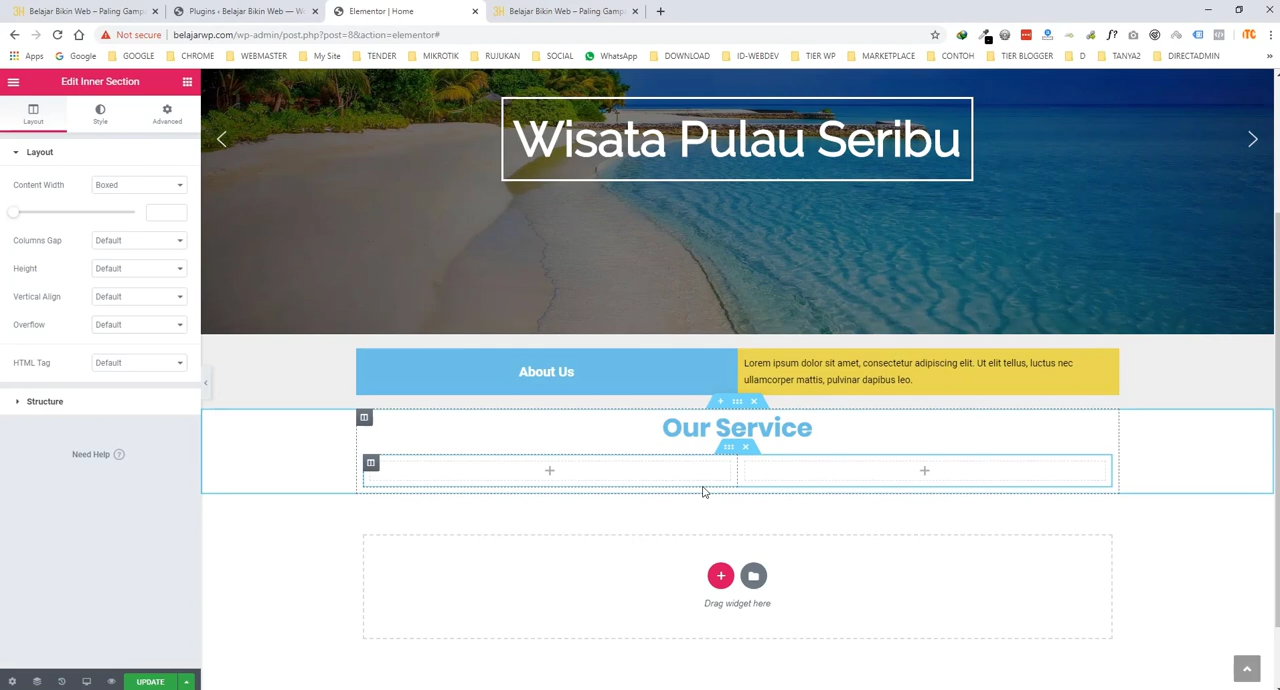 Belajar Bikin Web – Paling Gamp
Plugins ‹ Belajar Bikin Web — Wo
Elementor | Home
Belajar Bikin Web – Paling Gamp
Not secure
belajarwp.com/wp-admin/post.php?post=8&action=elementor#
Apps
Google
GOOGLE
CHROME
WEBMASTER
My Site
TENDER
MIKROTIK
RUJUKAN
SOCIAL
WhatsApp
DOWNLOAD
ID-WEBDEV
TIER WP
MARKETPLACE
CONTOH
TIER BLOGGER
D
TANYA2
DIRECTADMIN
Edit Inner Section
Layout
Style
Advanced
Layout
Content Width
Boxed
Columns Gap
Default
Height
Default
Vertical Align
Default
Overflow
Default
HTML Tag
Default
Structure
Need Help
UPDATE
Wisata Pulau Seribu
About Us
Lorem ipsum dolor sit amet, consectetur adipiscing elit. Ut elit tellus, luctus nec
ullamcorper mattis, pulvinar dapibus leo.
Our Service
Drag widget here